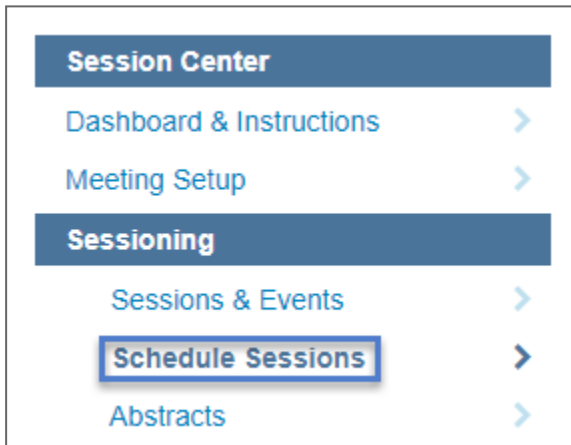 Session Center
Dashboard & Instructions
Meeting Setup
Sessioning
Sessions & Events
Schedule Sessions
Abstracts